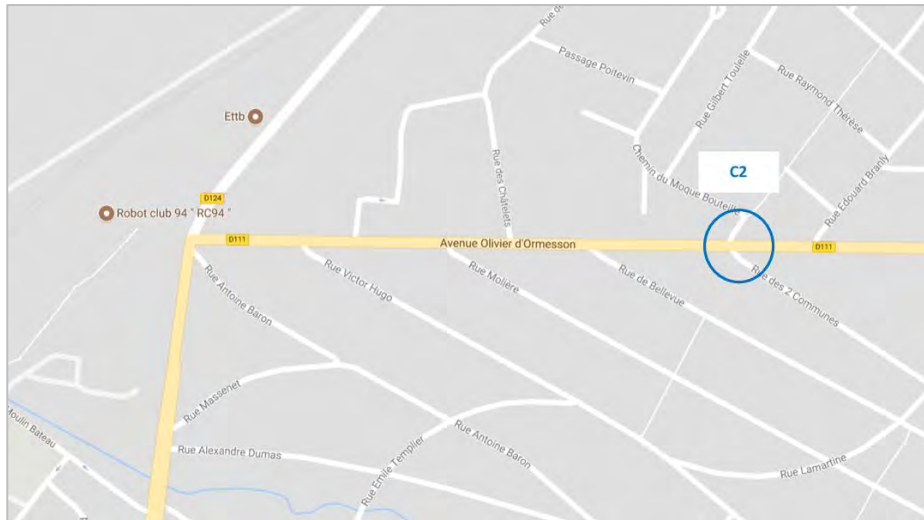 Rue de
Passage Poitevin
Rue Gilbert Toulelle
Rue Raymond Thérèse
Ettb
Rue des Châtelets
Chemin du Moque Bouteille
C2
D124
Robot club 94 " RC94 "
Rue Edouard Branly
D111
Avenue Olivier d'Ormesson
D111
Rue Antoine Baron
Rue Victor Hugo
Rue Molière
Rue de Bellevue
Rue des 2 Communes
Rue Massenet
Moulin Bateau
Rue Alexandre Dumas
Rue Emile Templier
Rue Antoine Baron
Rue Lamartine